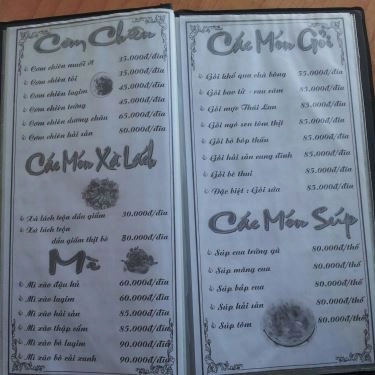 Cơm Chiên
Cơm chiên muối ớt 35.000đ/đĩa
Cơm chiên tỏi 35.000đ/đĩa
Cơm chiên lagim 45.000đ/đĩa
Cơm chiên trứng 45.000đ/đĩa
Cơm chiên dương châu 65.000đ/đĩa
Cơm chiên hải sản 80.000đ/đĩa
Các Món Xà Lách
Xà lách trộn dầu giấm 30.000đ/đĩa
Xà lách trộn
dầu giấm thịt bò 80.000đ/đĩa
Mì
Mì xào đậu hủ 60.000đ/đĩa
Mì xào lagim 60.000đ/đĩa
Mì xào hải sản 85.000đ/đĩa
Mì xào thập cẩm 85.000đ/đĩa
Mì xào bò lagim 90.000đ/đĩa
Mì xào bò cải xanh 90.000đ/đĩa
Các Món Gỏi
Gỏi khổ qua chà bông 55.000đ/đĩa
Gỏi bao tử - rau răm 85.000đ/đĩa
Gỏi mực Thái Lan 85.000đ/đĩa
Gỏi ngó sen tôm thịt 85.000đ/đĩa
Gỏi bò bóp thấu 85.000đ/đĩa
Gỏi hải sản cung đình 85.000đ/đĩa
Gỏi bê thui 85.000đ/đĩa
Đặc biệt : Gỏi sứa 85.000đ/đĩa
Các Món Súp
Súp cua trứng gà 80.000đ/thố
Súp măng cua 80.000đ/thố
Súp bắp cua 80.000đ/thố
Súp hải sản 80.000đ/thố
Súp tôm 80.000đ/thố